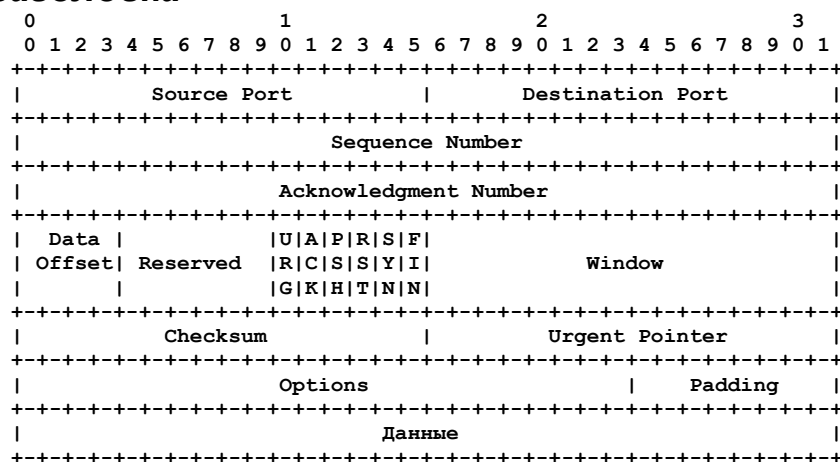 0                   1                   2                   3
0 1 2 3 4 5 6 7 8 9 0 1 2 3 4 5 6 7 8 9 0 1 2 3 4 5 6 7 8 9 0 1
+-+-+-+-+-+-+-+-+-+-+-+-+-+-+-+-+-+-+-+-+-+-+-+-+-+-+-+-+-+-+-+-+
| Source Port | Destination Port |
+-+-+-+-+-+-+-+-+-+-+-+-+-+-+-+-+-+-+-+-+-+-+-+-+-+-+-+-+-+-+-+-+
| Sequence Number |
+-+-+-+-+-+-+-+-+-+-+-+-+-+-+-+-+-+-+-+-+-+-+-+-+-+-+-+-+-+-+-+-+
| Acknowledgment Number |
+-+-+-+-+-+-+-+-+-+-+-+-+-+-+-+-+-+-+-+-+-+-+-+-+-+-+-+-+-+-+-+-+
| Data | |U|A|P|R|S|F| |
| Offset| Reserved |R|C|S|S|Y|I| Window |
| | |G|K|H|T|N|N| |
+-+-+-+-+-+-+-+-+-+-+-+-+-+-+-+-+-+-+-+-+-+-+-+-+-+-+-+-+-+-+-+-+
| Checksum | Urgent Pointer |
+-+-+-+-+-+-+-+-+-+-+-+-+-+-+-+-+-+-+-+-+-+-+-+-+-+-+-+-+-+-+-+-+
| Options | Padding |
+-+-+-+-+-+-+-+-+-+-+-+-+-+-+-+-+-+-+-+-+-+-+-+-+-+-+-+-+-+-+-+-+
| Данные |
+-+-+-+-+-+-+-+-+-+-+-+-+-+-+-+-+-+-+-+-+-+-+-+-+-+-+-+-+-+-+-+-+